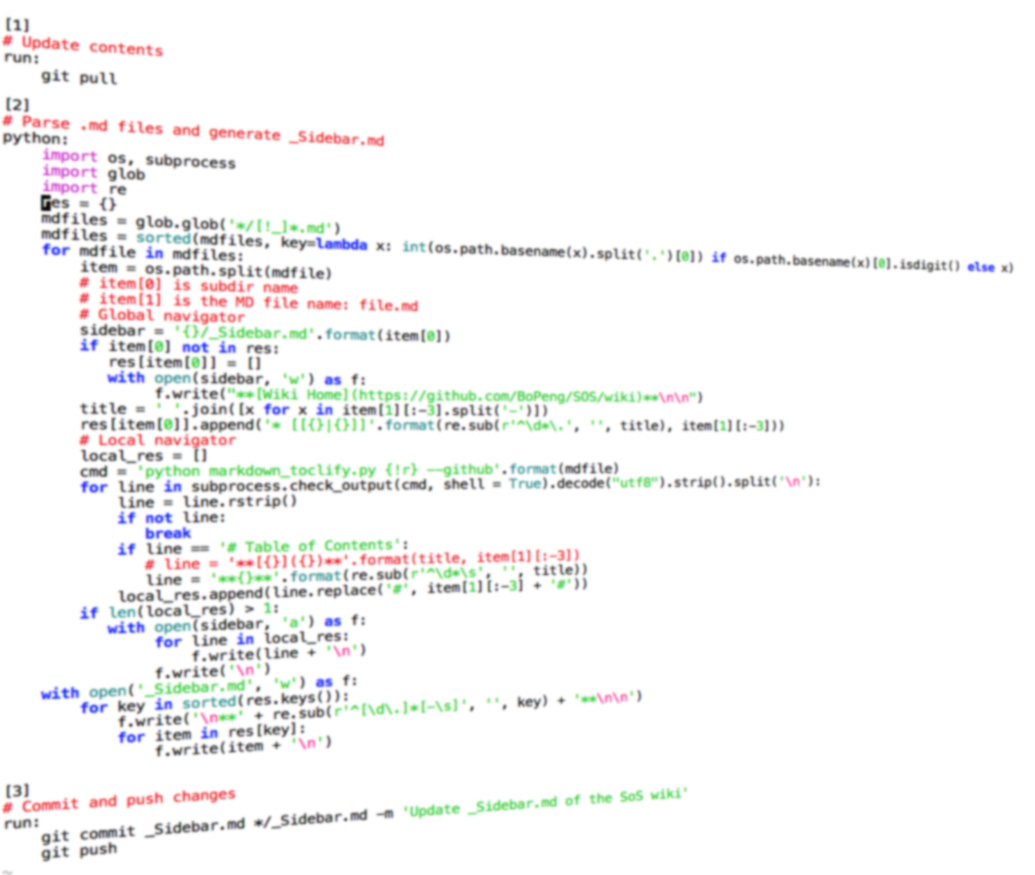 [1]
# Update contents
run:
    git pull

[2]
# Parse .md files and generate _Sidebar.md
python:
    import os, subprocess
    import glob
    import re
    res = {}
    mdfiles = glob.glob('*/[!_]*.md')
    mdfiles = sorted(mdfiles, key=lambda x: int(os.path.basename(x).split('.')[0]) if os.path.basename(x)[0].isdigit() else x)
    for mdfile in mdfiles:
        item = os.path.split(mdfile)
        # item[0] is subdir name
        # item[1] is the MD file name: file.md
        # Global navigator
        sidebar = '{}/_Sidebar.md'.format(item[0])
        if item[0] not in res:
           res[item[0]] = []
           with open(sidebar, 'w') as f:
                f.write("**[Wiki Home](https://github.com/BoPeng/SOS/wiki)**\n\n")
        title = ' '.join([x for x in item[1][:-3].split('-')])
        res[item[0]].append('* [[{}|{}]]'.format(re.sub(r'^\d*\.', '', title), item[1][:-3]))
        # Local navigator
        local_res = []
        cmd = 'python markdown_toclify.py {!r} --github'.format(mdfile)
        for line in subprocess.check_output(cmd, shell = True).decode("utf8").strip().split('\n'):
            line = line.rstrip()
            if not line:
               break
            if line == '# Table of Contents':
               # line = '**[{}]({})**'.format(title, item[1][:-3])
               line = '**{}**'.format(re.sub(r'^\d*\s', '', title))
            local_res.append(line.replace('#', item[1][:-3] + '#'))
        if len(local_res) > 1:
           with open(sidebar, 'a') as f:
                for line in local_res:
                    f.write(line + '\n')
                f.write('\n')
    with open('_Sidebar.md', 'w') as f:
        for key in sorted(res.keys()):
            f.write('\n**' + re.sub(r'^[\d\.]*[-\s]', '', key) + '**\n\n')
            for item in res[key]:
                f.write(item + '\n')

[3]
# Commit and push changes
run:
    git commit _Sidebar.md */_Sidebar.md -m 'Update _Sidebar.md of the SoS wiki'
    git push
~